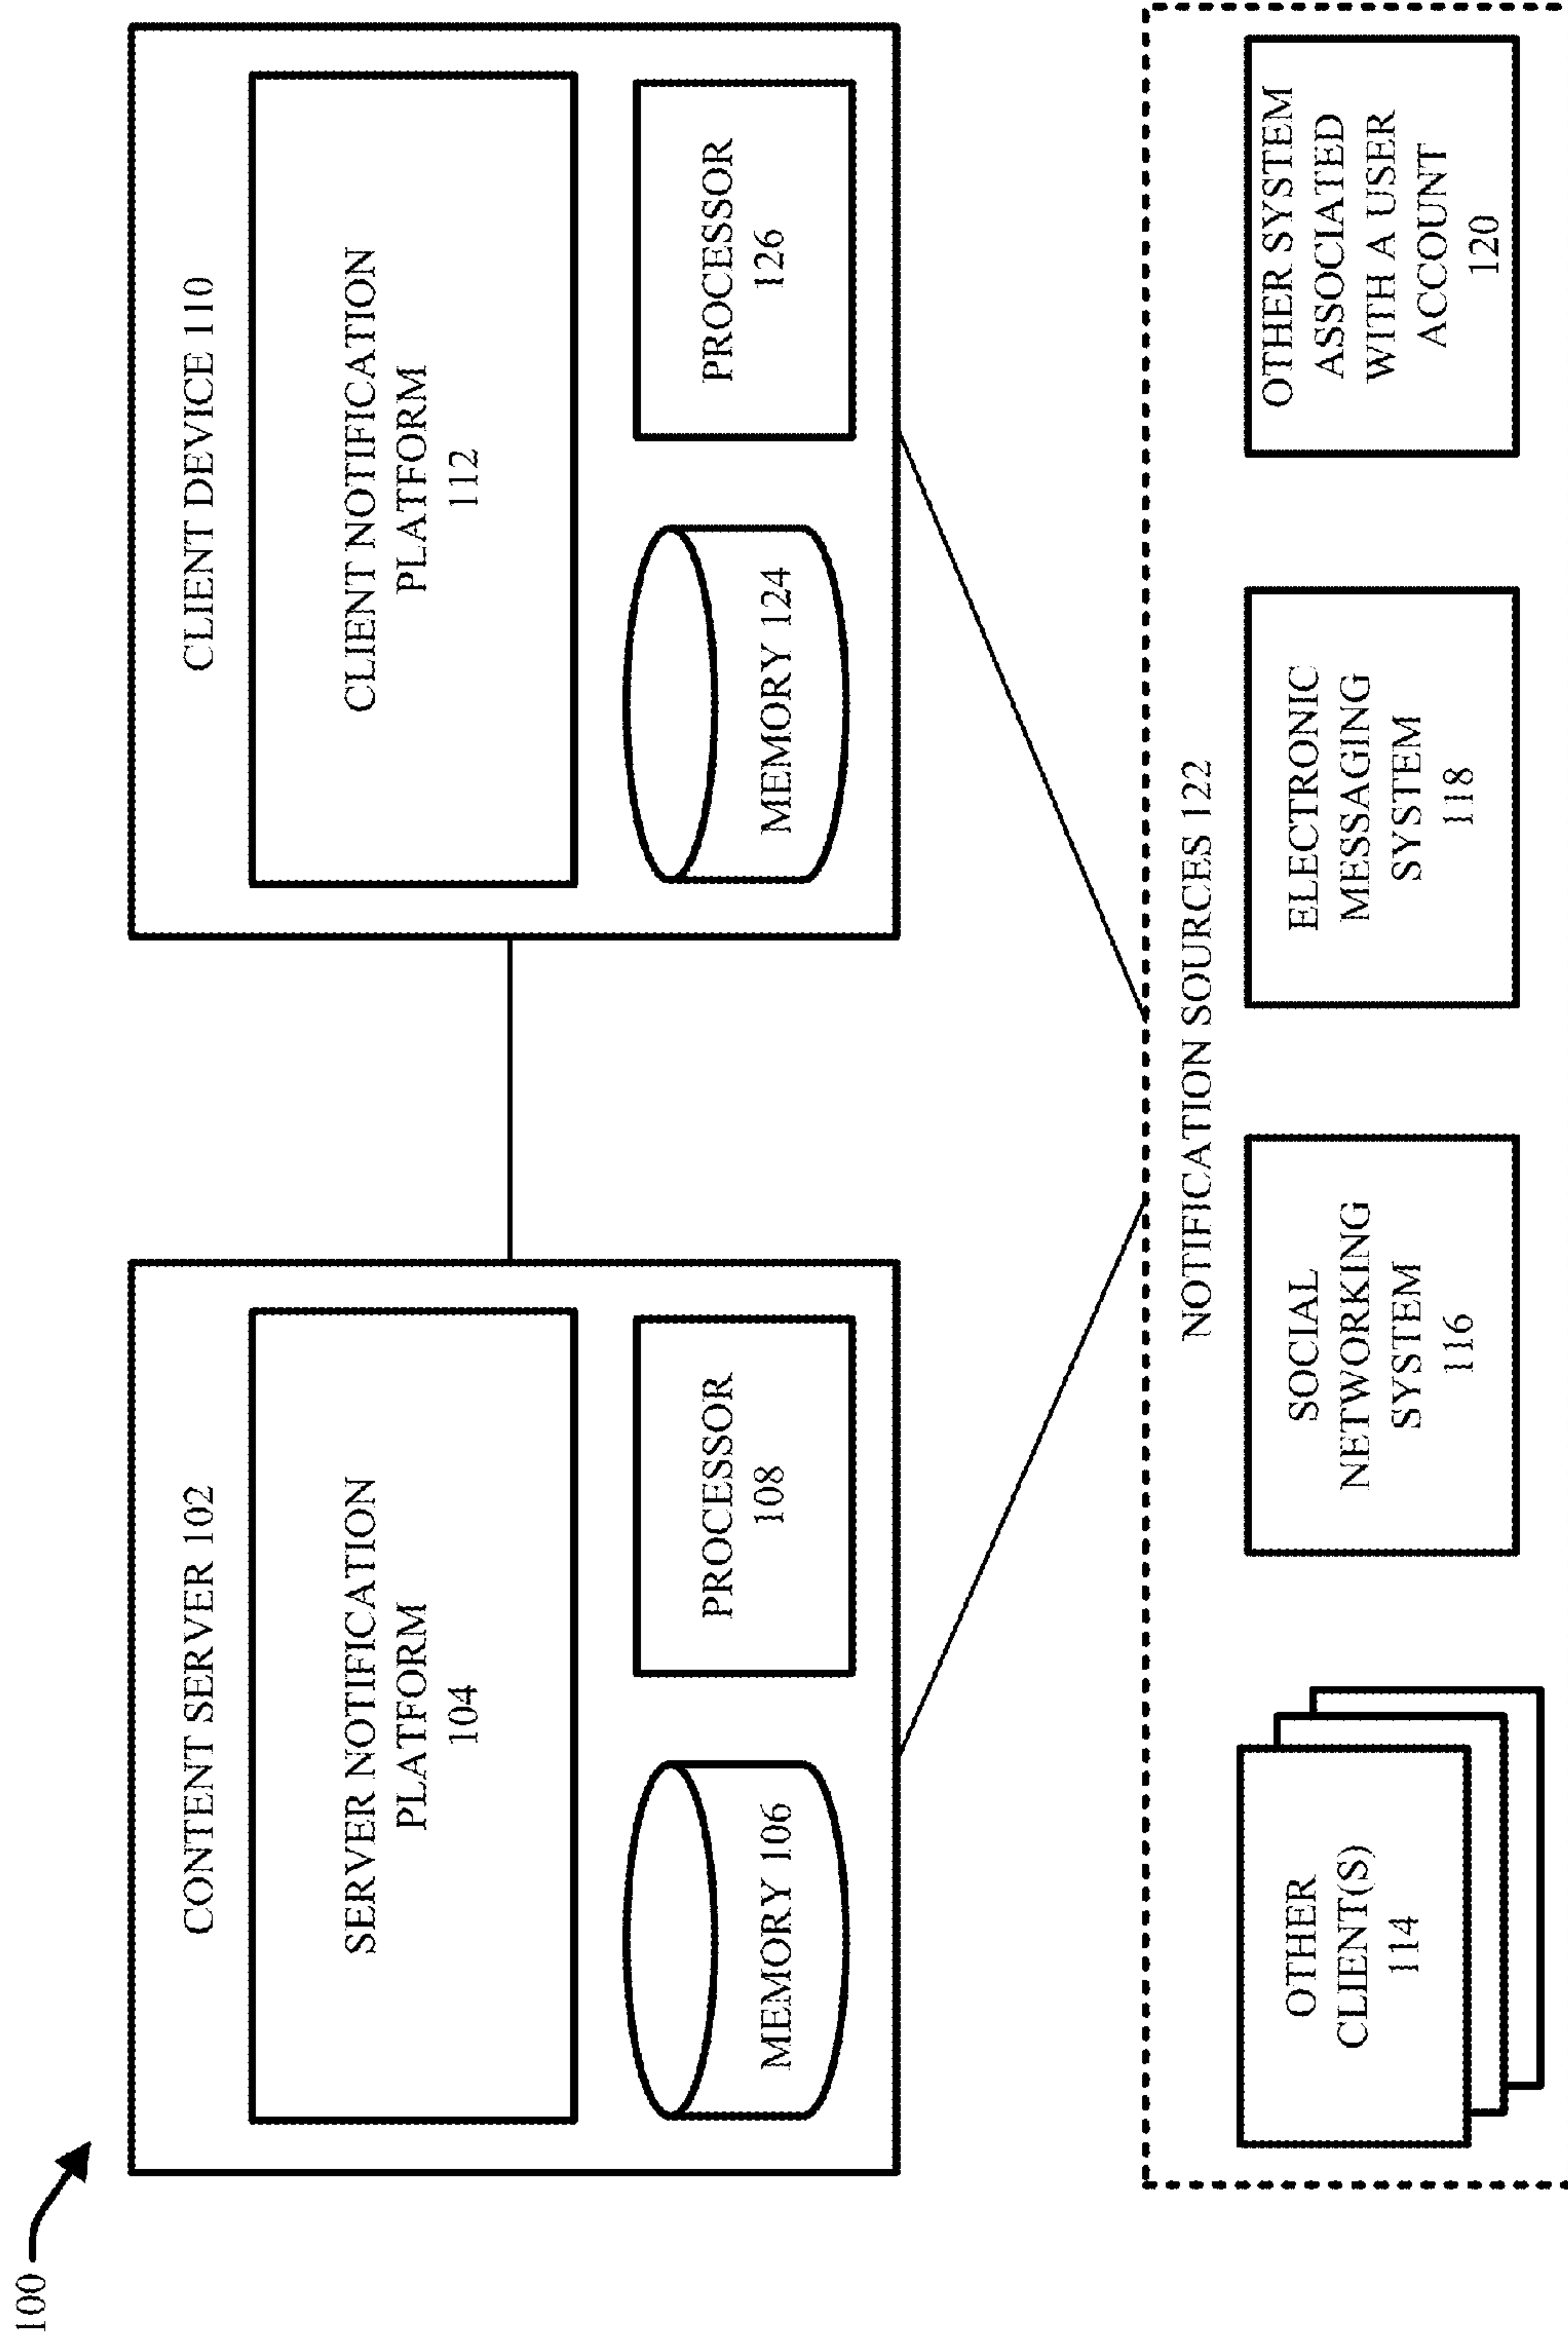 100
CONTENT SERVER 102
SERVER NOTIFICATION
PLATFORM
104
MEMORY 106
PROCESSOR
108
CLIENT DEVICE 110
CLIENT NOTIFICATION
PLATFORM
112
MEMORY 124
PROCESSOR
126
NOTIFICATION SOURCES 122
OTHER
CLIENT(S)
114
SOCIAL
NETWORKING
SYSTEM
116
ELECTRONIC
MESSAGING
SYSTEM
118
OTHER SYSTEM
ASSOCIATED
WITH A USER
ACCOUNT
120